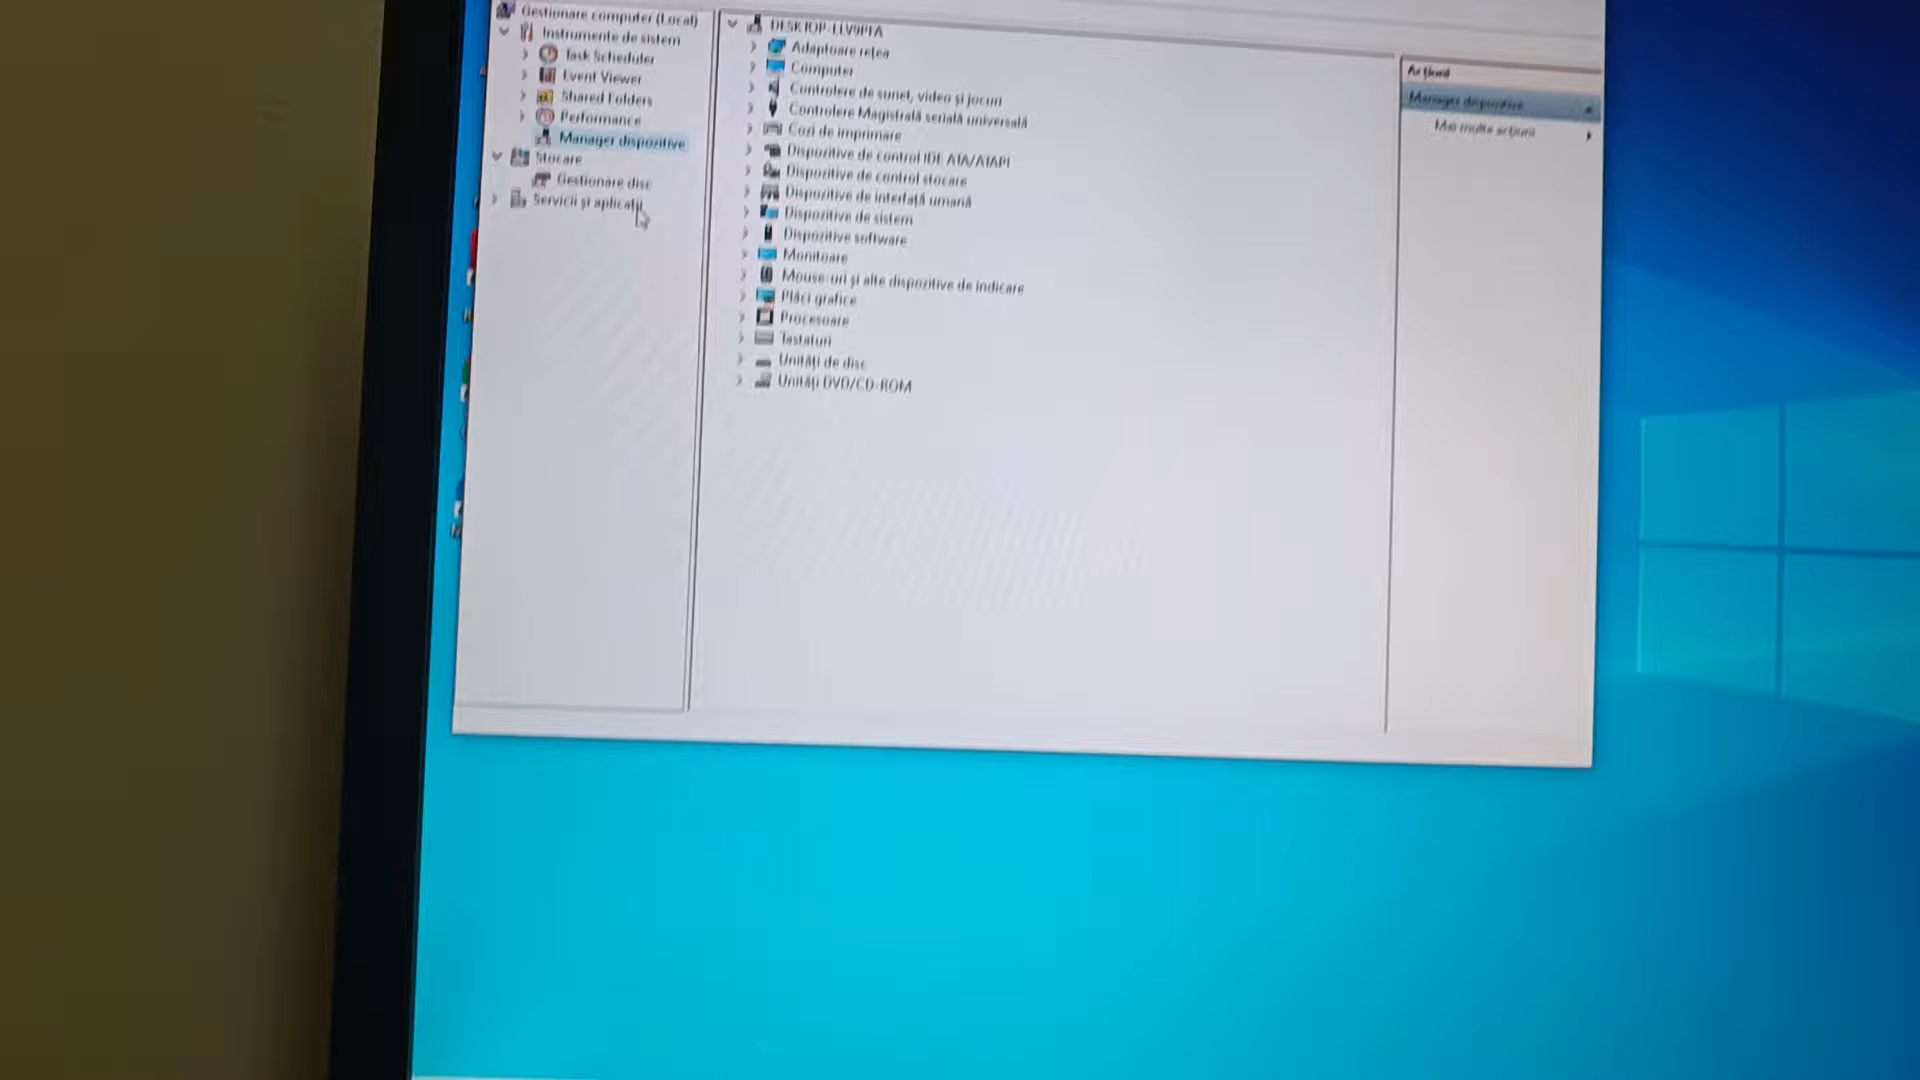 Gestionare computer (Local)
Instrumente de sistem
Task Scheduler
Event Viewer
Shared Folders
Performance
Manager dispozitive
Stocare
Gestionare disc
Servicii și aplicații
Adaptoare rețea
Computer
Controlere de sunet, video și jocuri
Controlere Magistrală serială universală
Cozi de imprimare
Dispozitive de control IDE ATA/ATAPI
Dispozitive de control stocare
Dispozitive de interfață umană
Dispozitive de sistem
Dispozitive software
Monitoare
Mouse-uri și alte dispozitive de indicare
Plăci grafice
Procesoare
Tastaturi
Unități de disc
Unități DVD/CD-ROM
Acțiuni
Manager dispozitive
Mai multe acțiuni